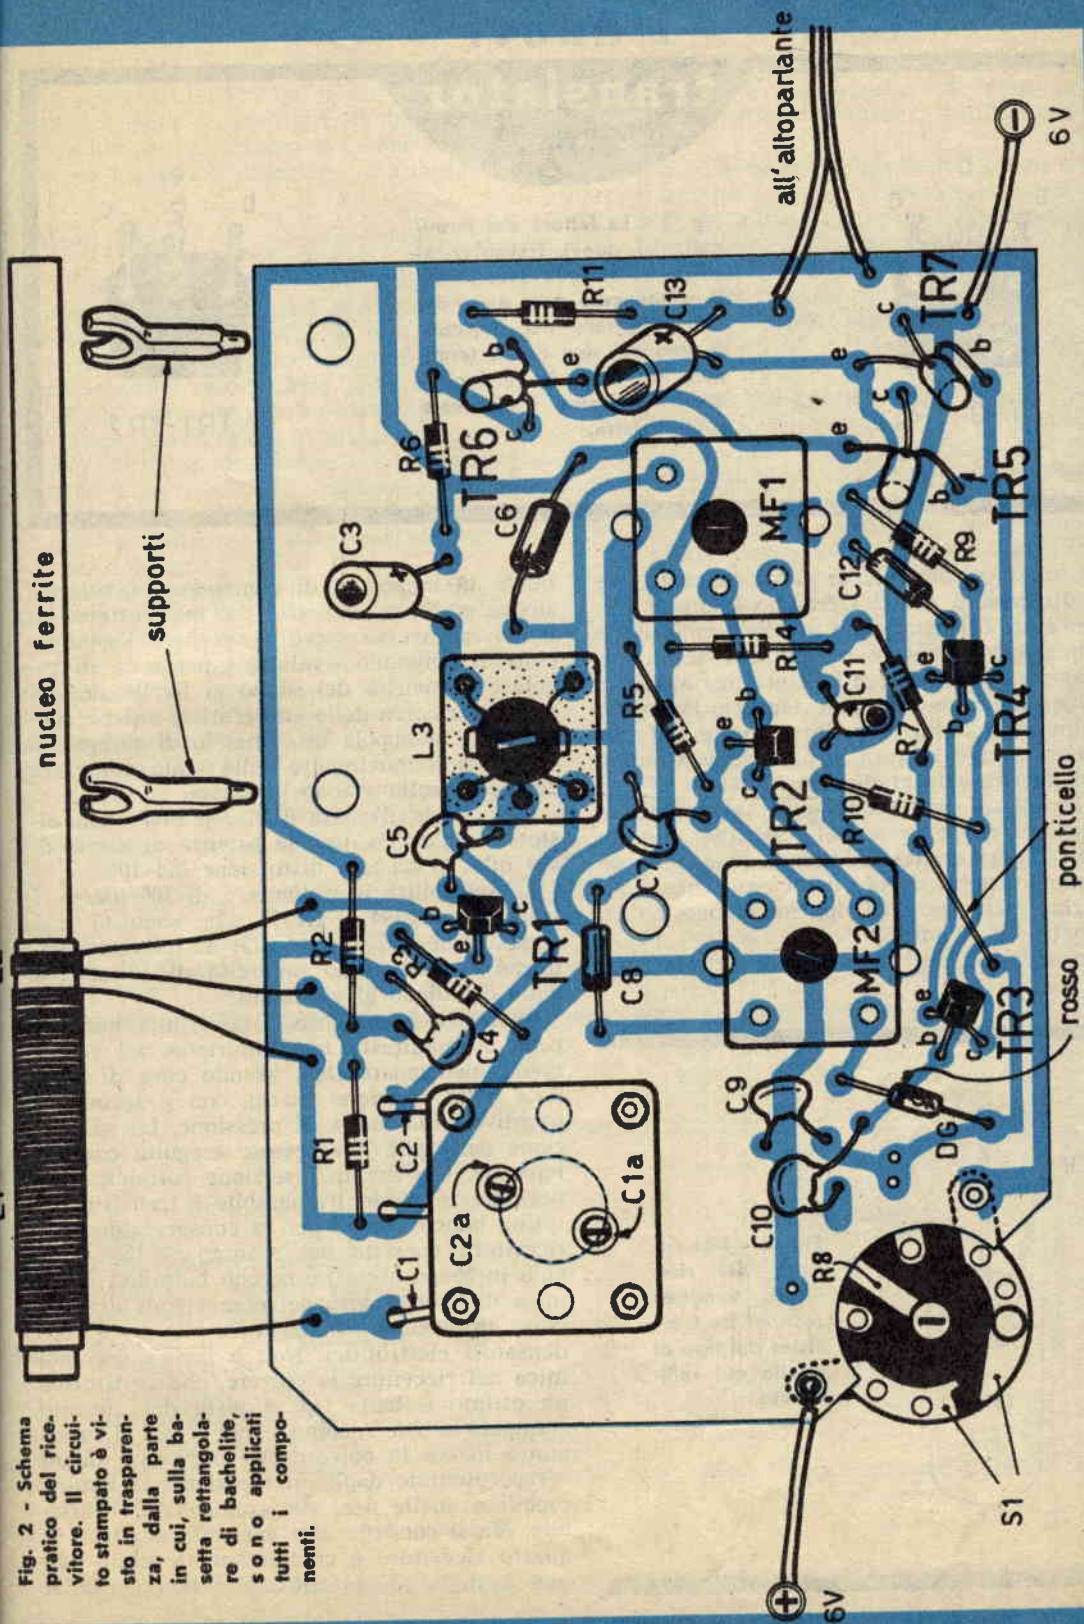 Fig. 2 - Schema
pratico del rice-
vitore. Il circui-
to stampato è vi-
sto in trasparen-
za, dalla parte
in cui, sulla ba-
setta rettangola-
re di bachelite,
sono applicati
tutti i compo-
nenti.
nucleo ferrite
supporti
R1
R2
R3
C4
C5
L3
C3
R6
TR6
b
c
e
R11
C13
x
C6
C1
C2
C2a
C1a
TR1
b
e
c
C8
C7
R5
R4
MF1
TR2
e
b
c
C11
C12
R7
R9
R10
MF2
C9
C10
DG
TR3
b
e
c
TR4
b
e
c
TR5
e
c
b
TR7
e
c
b
all'altoparlante
6V
-
+
6V
R8
S1
rosso
ponticello